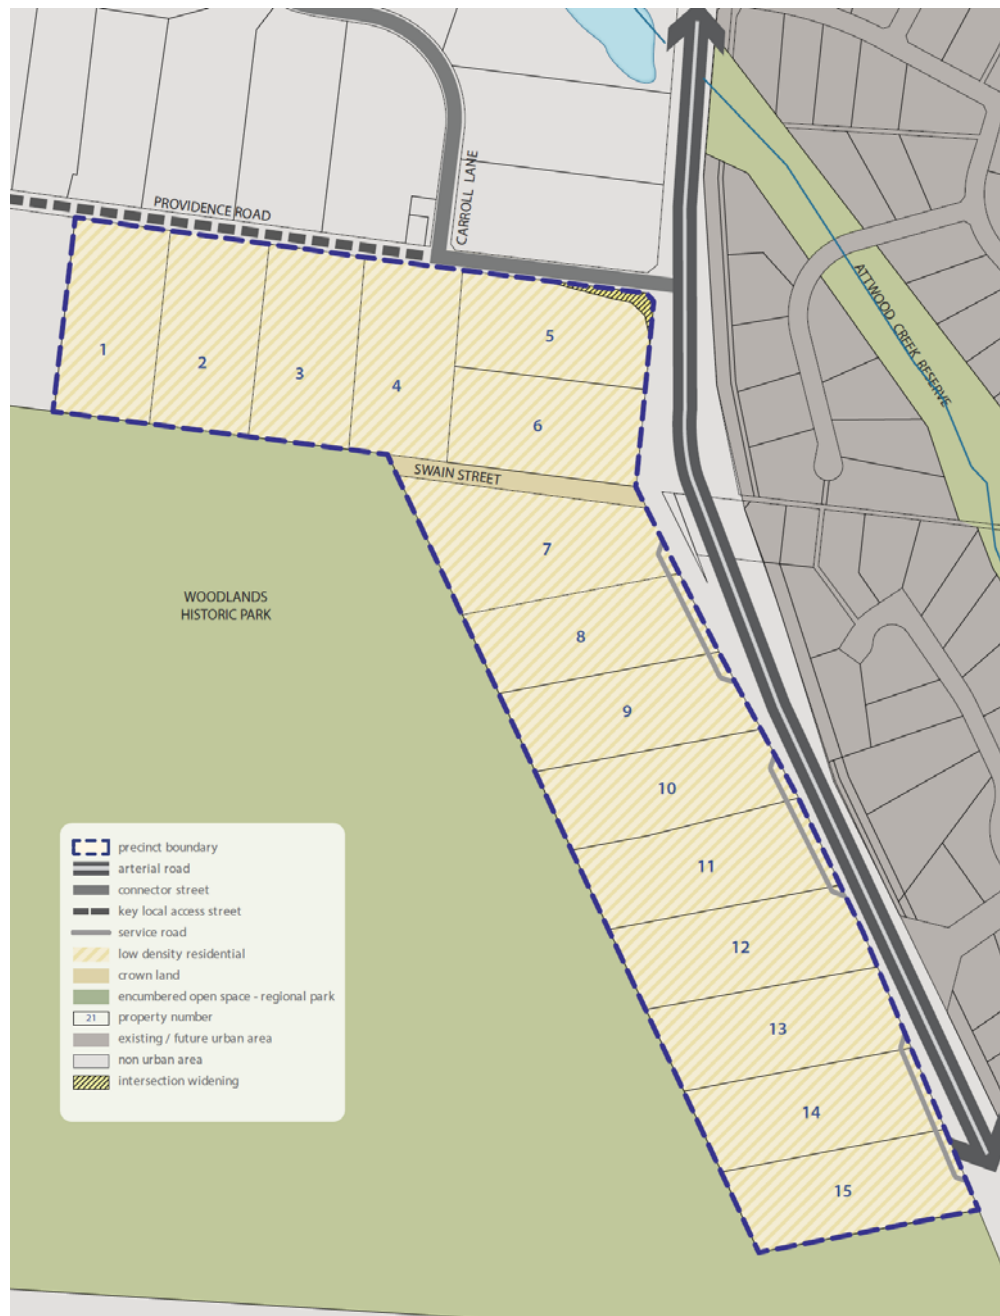 PROVIDENCE ROAD
CARROLL LANE
ATTWOOD CREEK RESERVE
1
2
3
4
5
6
SWAIN STREET
7
WOODLANDS
HISTORIC PARK
8
9
10
11
12
13
14
15
precinct boundary
arterial road
connector street
key local access street
service road
low density residential
crown land
encumbered open space - regional park
21 property number
existing / future urban area
non urban area
intersection widening